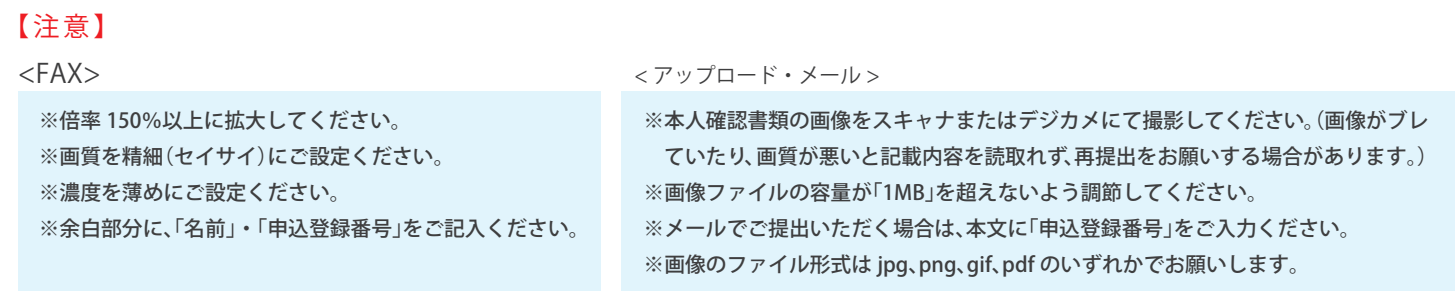 【注意】
<FAX>
※倍率 150%以上に拡大してください。
※画質を精細(セイサイ)にご設定ください。
※濃度を薄めにご設定ください。
※余白部分に、「名前」・「申込登録番号」をご記入ください。
<アップロード・メール>
※本人確認書類の画像をスキャナまたはデジカメにて撮影してください。(画像がブレ
ていたり、画質が悪いと記載内容を読取れず、再提出をお願いする場合があります。)
※画像ファイルの容量が「1MB」を超えないよう調節してください。
※メールでご提出いただく場合は、本文に「申込登録番号」をご入力ください。
※画像のファイル形式は jpg、png、gif、pdf のいずれかでお願いします。